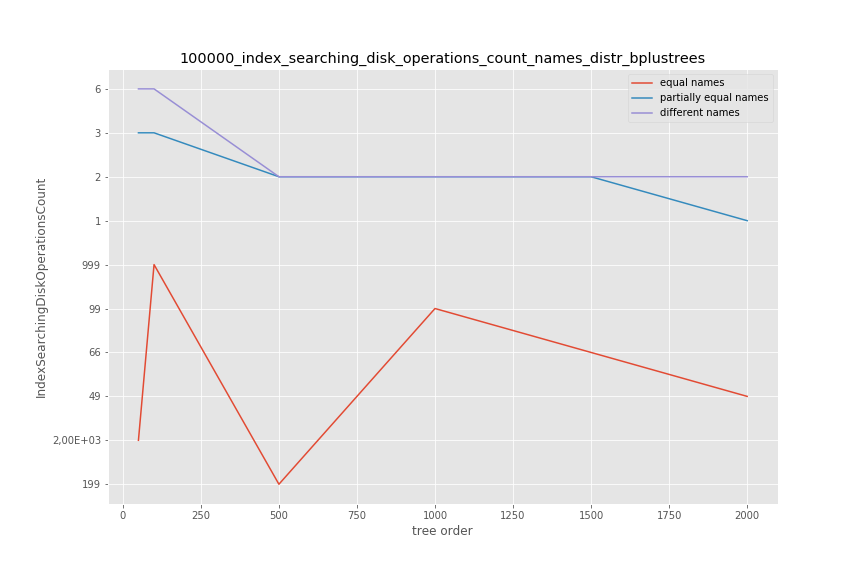 100000_index_searching_disk_operations_count_names_distr_bplustrees
equal names
partially equal names
different names
IndexSearchingDiskOperationsCount
6
3
2
1
999
99
66
49
2,00E+03
199
0
250
500
750
1000
1250
1500
1750
2000
tree order